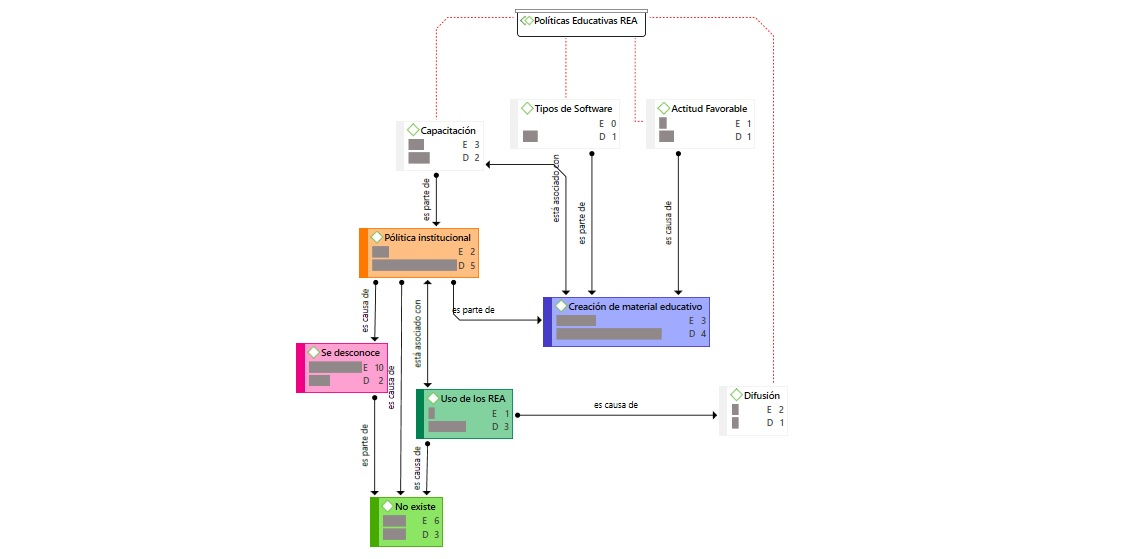 Políticas Educativas REA
Tipos de Software
E 0
D 1
Actitud Favorable
E 1
D 1
Capacitación
E 3
D 2
está asociado con
es parte de
es parte de
es causa de
Pólitica institucional
E 2
D 5
es causa de
es causa de
está asociado con
es parte de
Creación de material educativo
E 3
D 4
Se desconoce
E 10
D 2
Uso de los REA
E 1
D 3
es causa de
Difusión
E 2
D 1
es parte de
es causa de
No existe
E 6
D 3